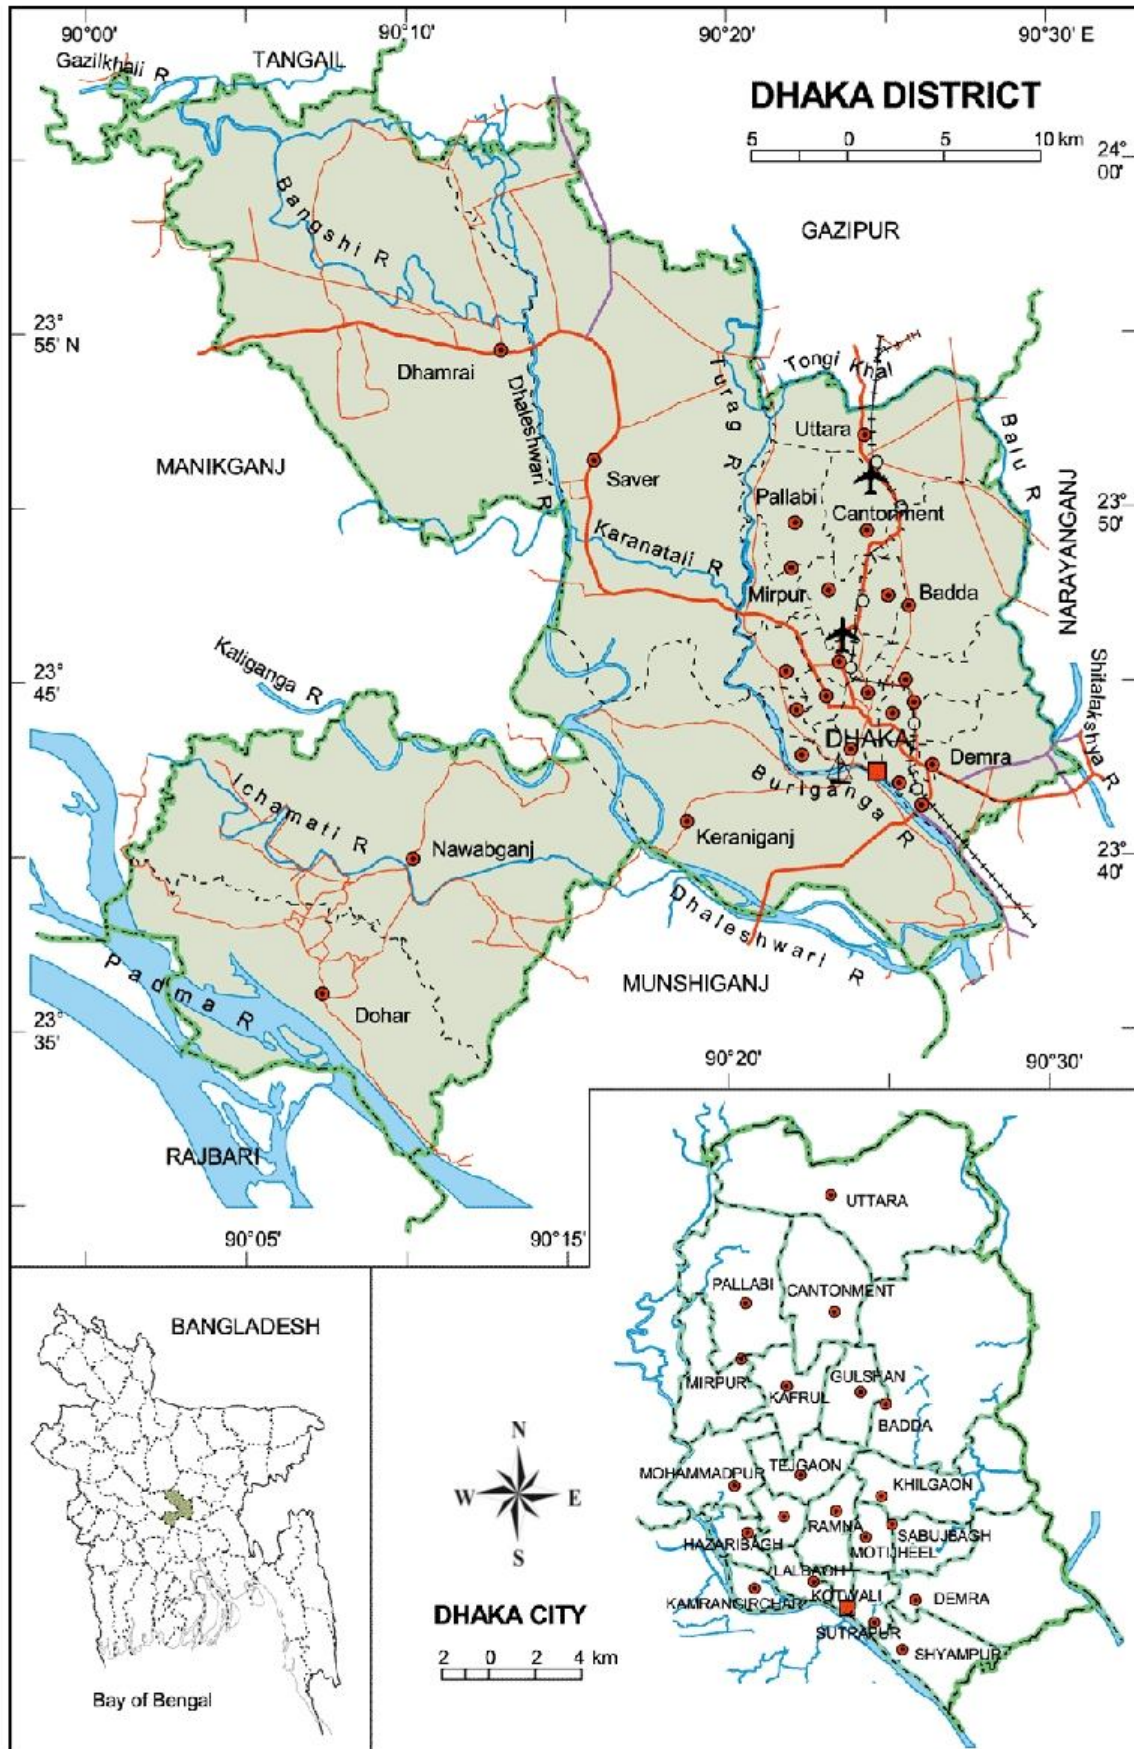 90°00'
90°10'
90°20'
90°30' E
Gazilkhali R
TANGAIL
DHAKA DISTRICT
5 0 5 10 km
24°
00'
GAZIPUR
Bangshi R
23°
55' N
Dhamrai
Dhaleshwari R
Turag R
Tongi Khal
Uttara
Balu R
MANIKGANJ
Saver
Pallabi
Cantonment
23°
50'
NARAYANGANJ
Karanatali R
Mirpur
Badda
Kaliganga R
23°
45'
Shitalakshya R
DHAKA
Demra
Buriganga R
Ichamati R
Nawabganj
Keraniganj
23°
40'
Dhaleshwari R
MUNSHIGANJ
Padma R
Dohar
23°
35'
90°20'
90°30'
RAJBARI
90°05'
90°15'
UTTARA
PALLABI
CANTONMENT
MIRPUR
KAFRUL
GULSHAN
BADDA
MOHAMMADPUR
TEJGAON
KHILGAON
HAZARIBAGH
RAMNA
SABUJBAGH
MOTIJHEEL
LALBAGH
KAMRANGIRCHAR
KOTWALI
DEMRA
SUTRAPUR
SHYAMPUR
BANGLADESH
Bay of Bengal
N
W E
S
DHAKA CITY
2 0 2 4 km